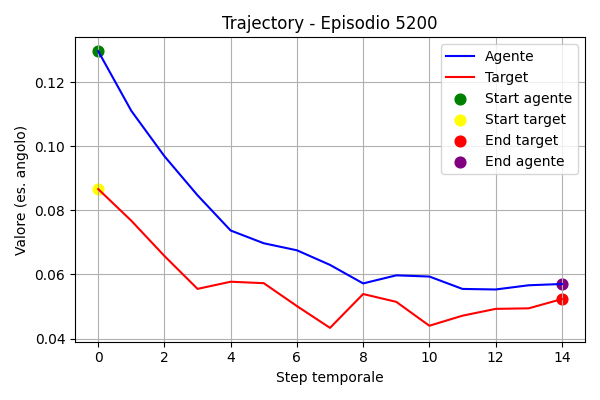 Trajectory - Episodio 5200
Valore (es. angolo)
0.12
0.10
0.08
0.06
0.04
Agente
Target
Start agente
Start target
End target
End agente
0 2 4 6 8 10 12 14
Step temporale